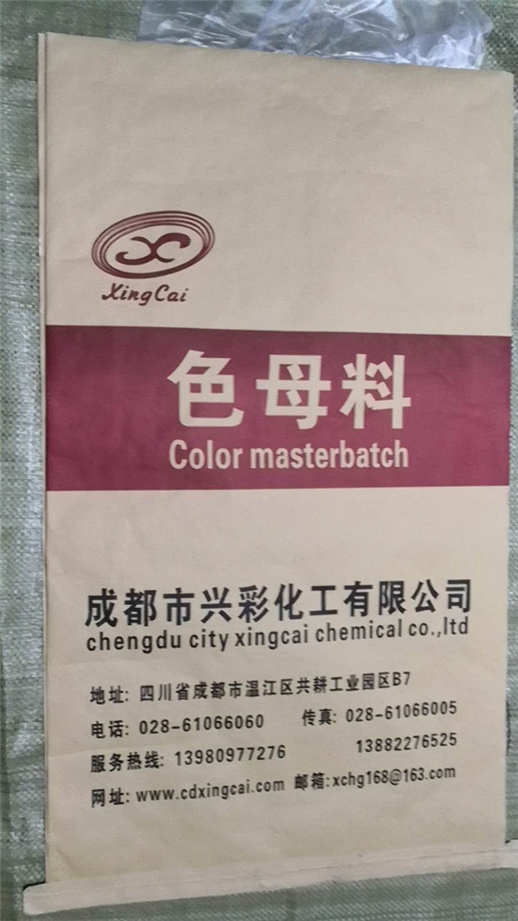 XingCai
色母料
Color masterbatch
成都市兴彩化工有限公司
chengdu city xingcai chemical co.,ltd
地址: 四川省成都市温江区共耕工业园区B7
电话: 028-61066060 传真: 028-61066005
服务热线: 13980977276 13882276525
网址: www.cdxingcai.com 邮箱:xchg168@163.com